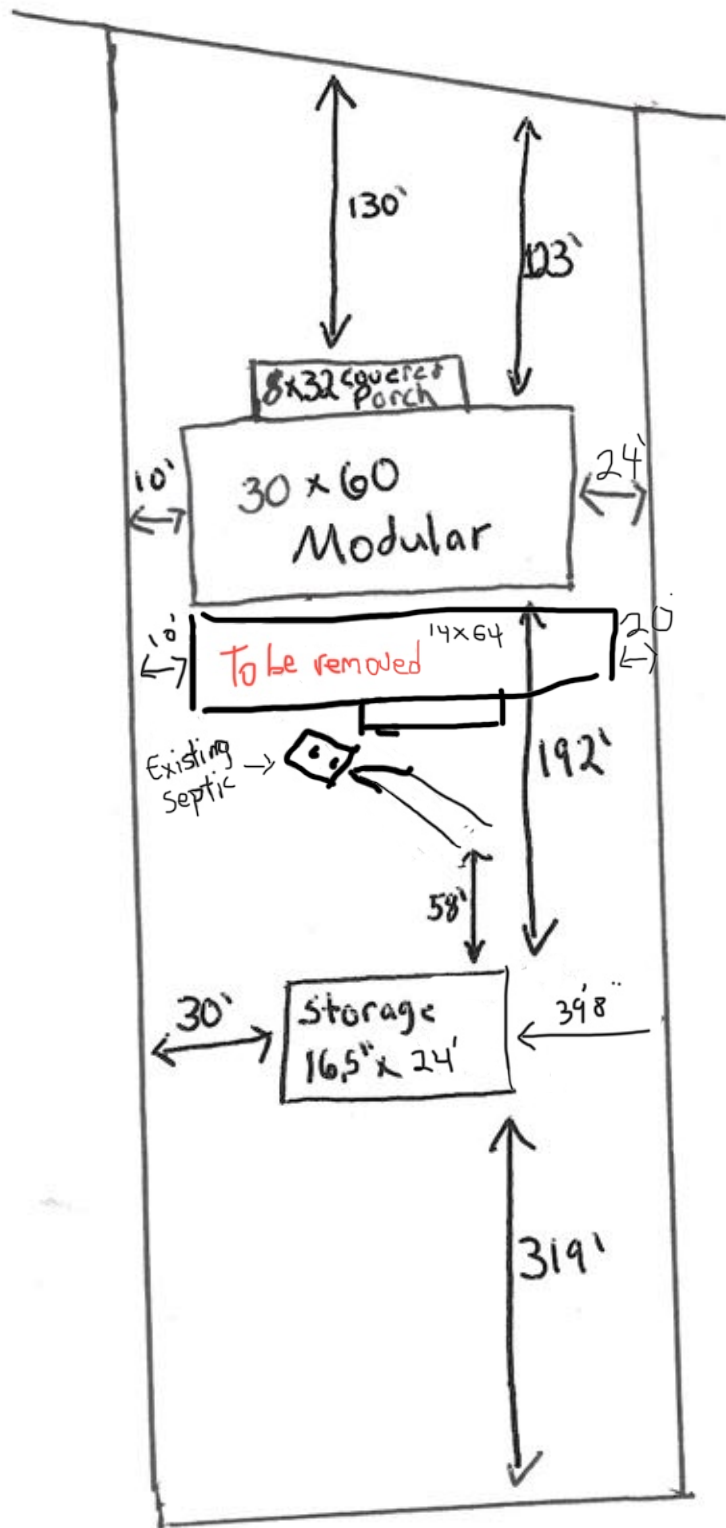 130'
123'
8x32 covered
Porch
10'
30 x 60
Modular
24'
10'
To be removed
14x64
20
Existing
Septic
192'
58'
30'
Storage
16,5" x 24'
39'8"
319'